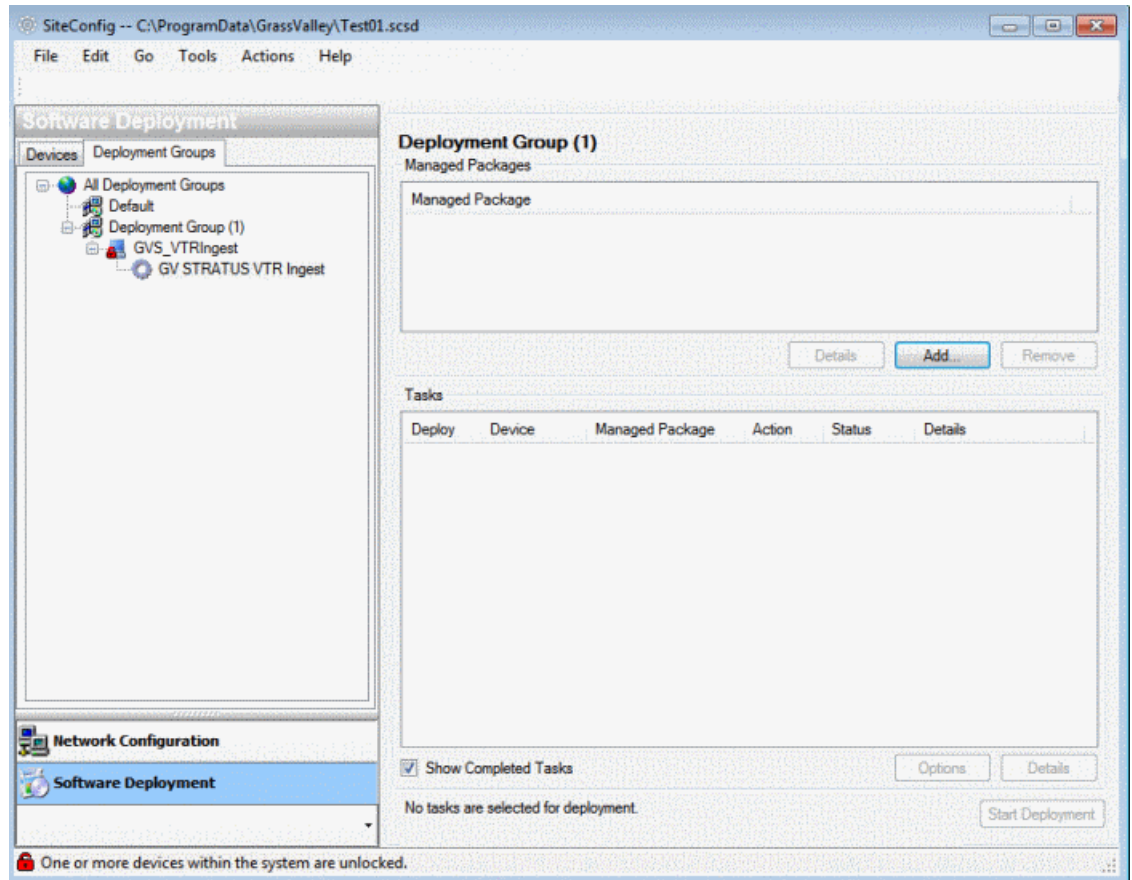 SiteConfig -- C:\ProgramData\GrassValley\Test01.scsd
File Edit Go Tools Actions Help
Software Deployment
Devices Deployment Groups
All Deployment Groups
Default
Deployment Group (1)
GVS_VTRIngest
GV STRATUS VTR Ingest
Network Configuration
Software Deployment
Deployment Group (1)
Managed Packages
Managed Package
Details Add... Remove
Tasks
Deploy Device Managed Package Action Status Details
Show Completed Tasks
Options Details
No tasks are selected for deployment.
Start Deployment
One or more devices within the system are unlocked.